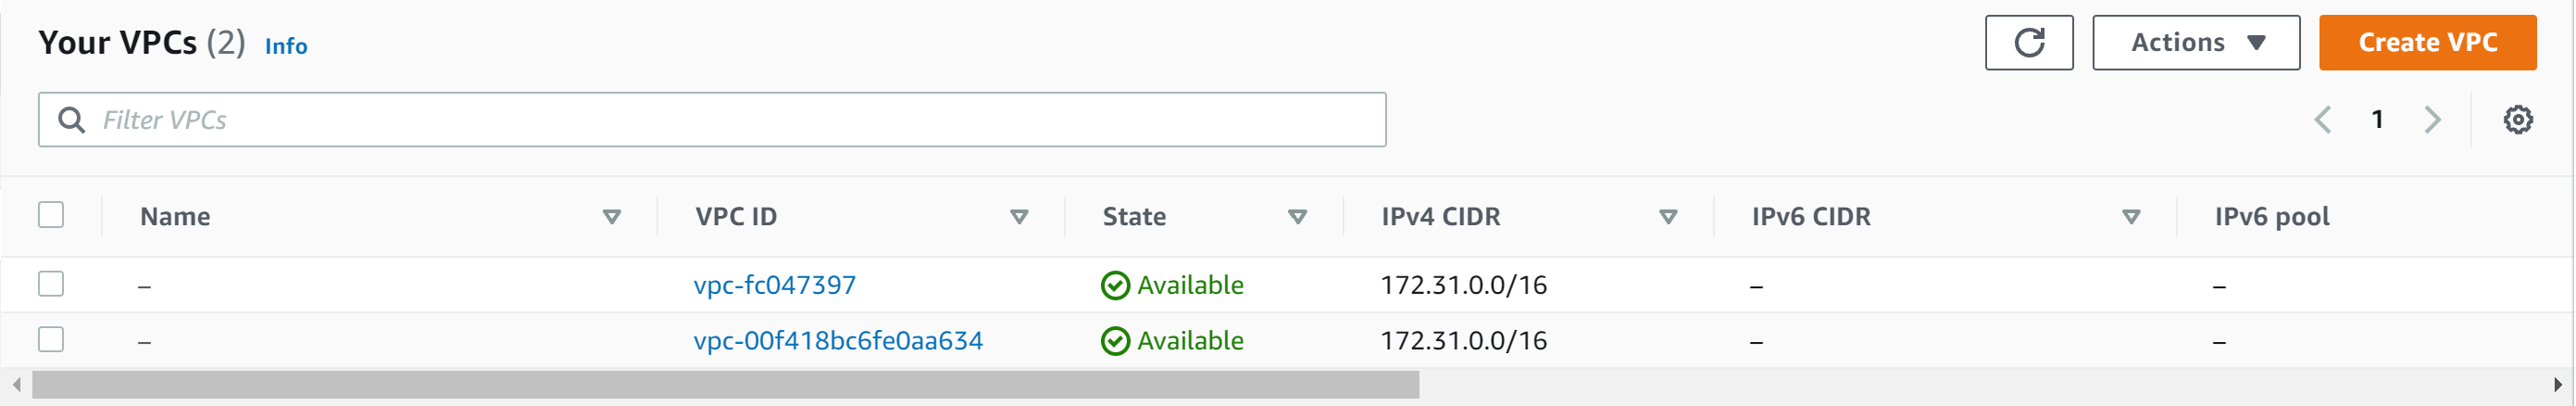 Your VPCs (2) Info
Actions Create VPC
Filter VPCs
1
Name VPC ID State IPv4 CIDR IPv6 CIDR IPv6 pool
– vpc-fc047397 Available 172.31.0.0/16 – –
– vpc-00f418bc6fe0aa634 Available 172.31.0.0/16 – –